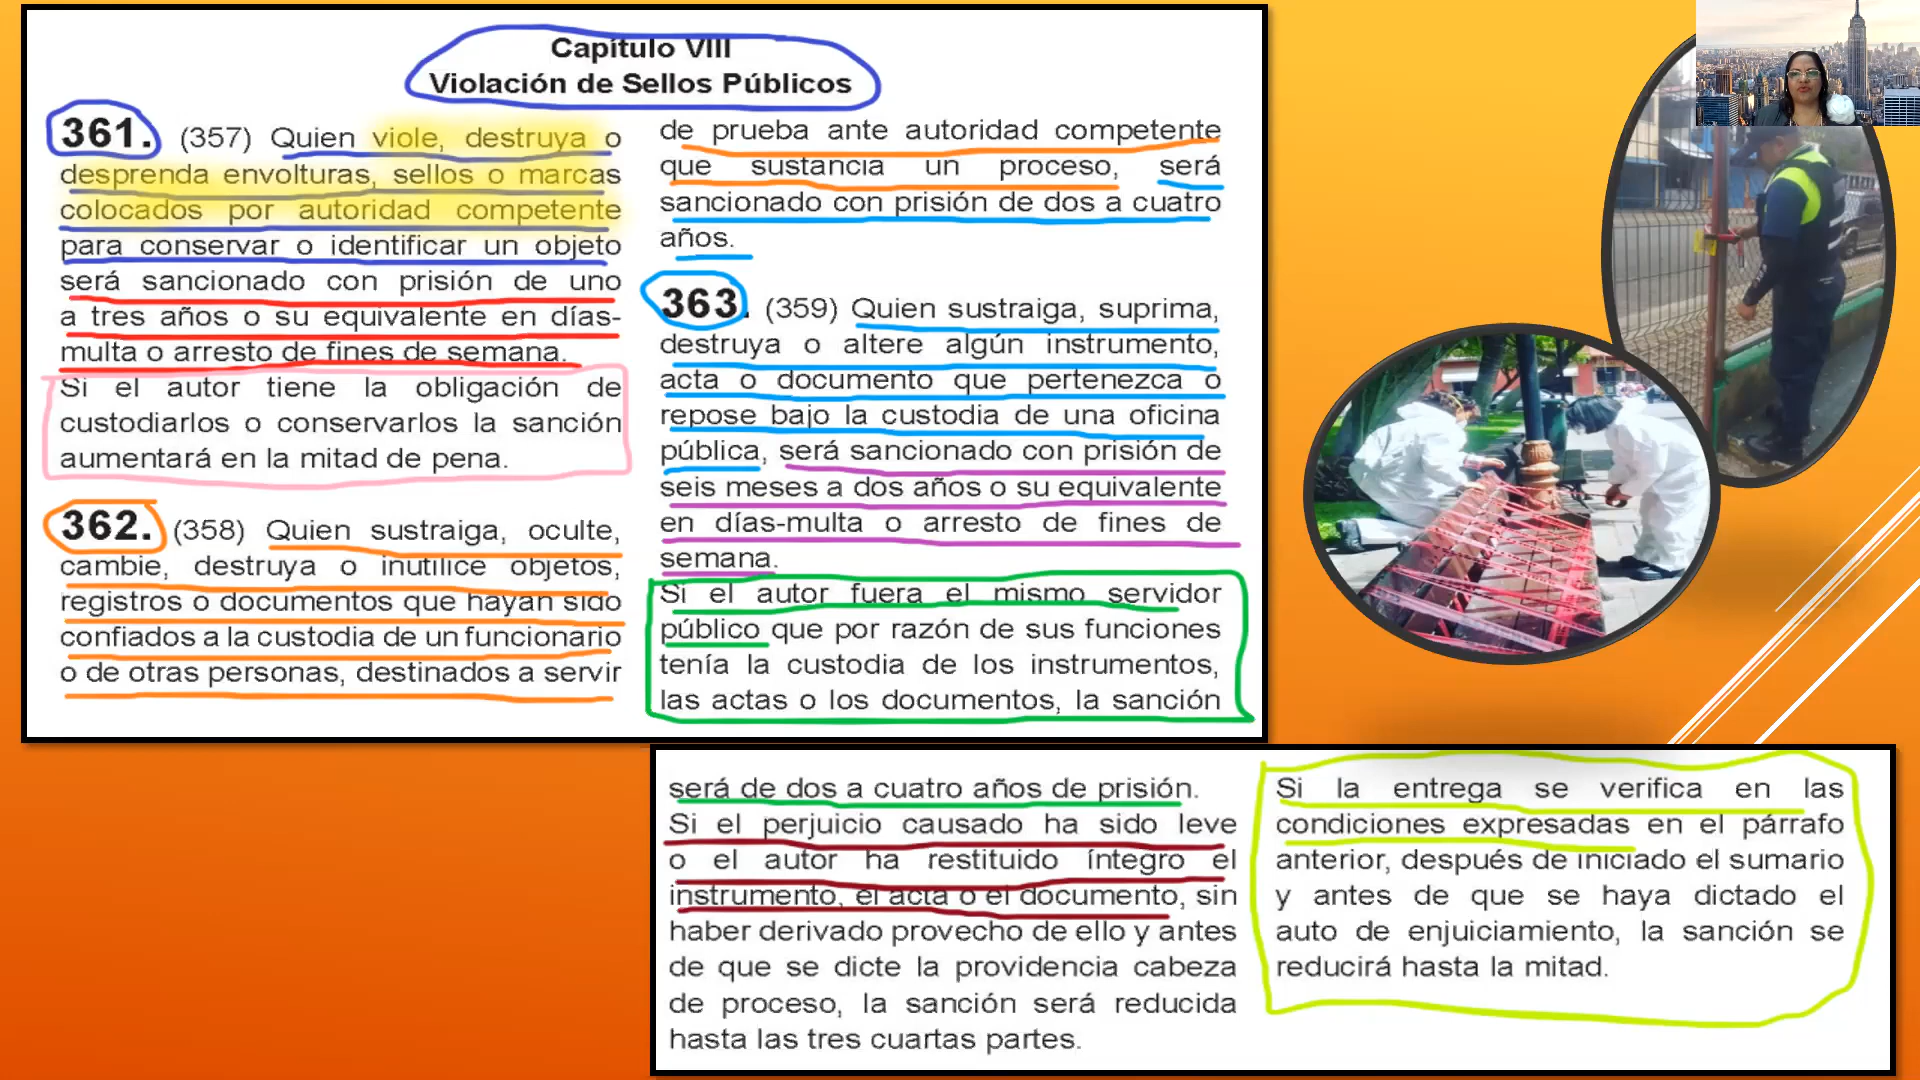 Capítulo VIII
Violación de Sellos Públicos
361. (357) Quien viole, destruya o
desprenda envolturas, sellos o marcas
colocados por autoridad competente
para conservar o identificar un objeto
será sancionado con prisión de uno
a tres años o su equivalente en días-
multa o arresto de fines de semana.
Si el autor tiene la obligación de
custodiarlos o conservarlos la sanción
aumentará en la mitad de pena.
362. (358) Quien sustraiga, oculte,
cambie, destruya o inutilice objetos,
registros o documentos que hayan sido
confiados a la custodia de un funcionario
o de otras personas, destinados a servir
de prueba ante autoridad competente
que sustancia un proceso, será
sancionado con prisión de dos a cuatro
años.
363. (359) Quien sustraiga, suprima,
destruya o altere algún instrumento,
acta o documento que pertenezca o
repose bajo la custodia de una oficina
pública, será sancionado con prisión de
seis meses a dos años o su equivalente
en días-multa o arresto de fines de
semana.
Si el autor fuera el mismo servidor
público que por razón de sus funciones
tenía la custodia de los instrumentos,
las actas o los documentos, la sanción
será de dos a cuatro años de prisión.
Si el perjuicio causado ha sido leve
o el autor ha restituido íntegro el
instrumento, el acta o el documento, sin
haber derivado provecho de ello y antes
de que se dicte la providencia cabeza
de proceso, la sanción será reducida
hasta las tres cuartas partes.
Si la entrega se verifica en las
condiciones expresadas en el párrafo
anterior, después de iniciado el sumario
y antes de que se haya dictado el
auto de enjuiciamiento, la sanción se
reducirá hasta la mitad.